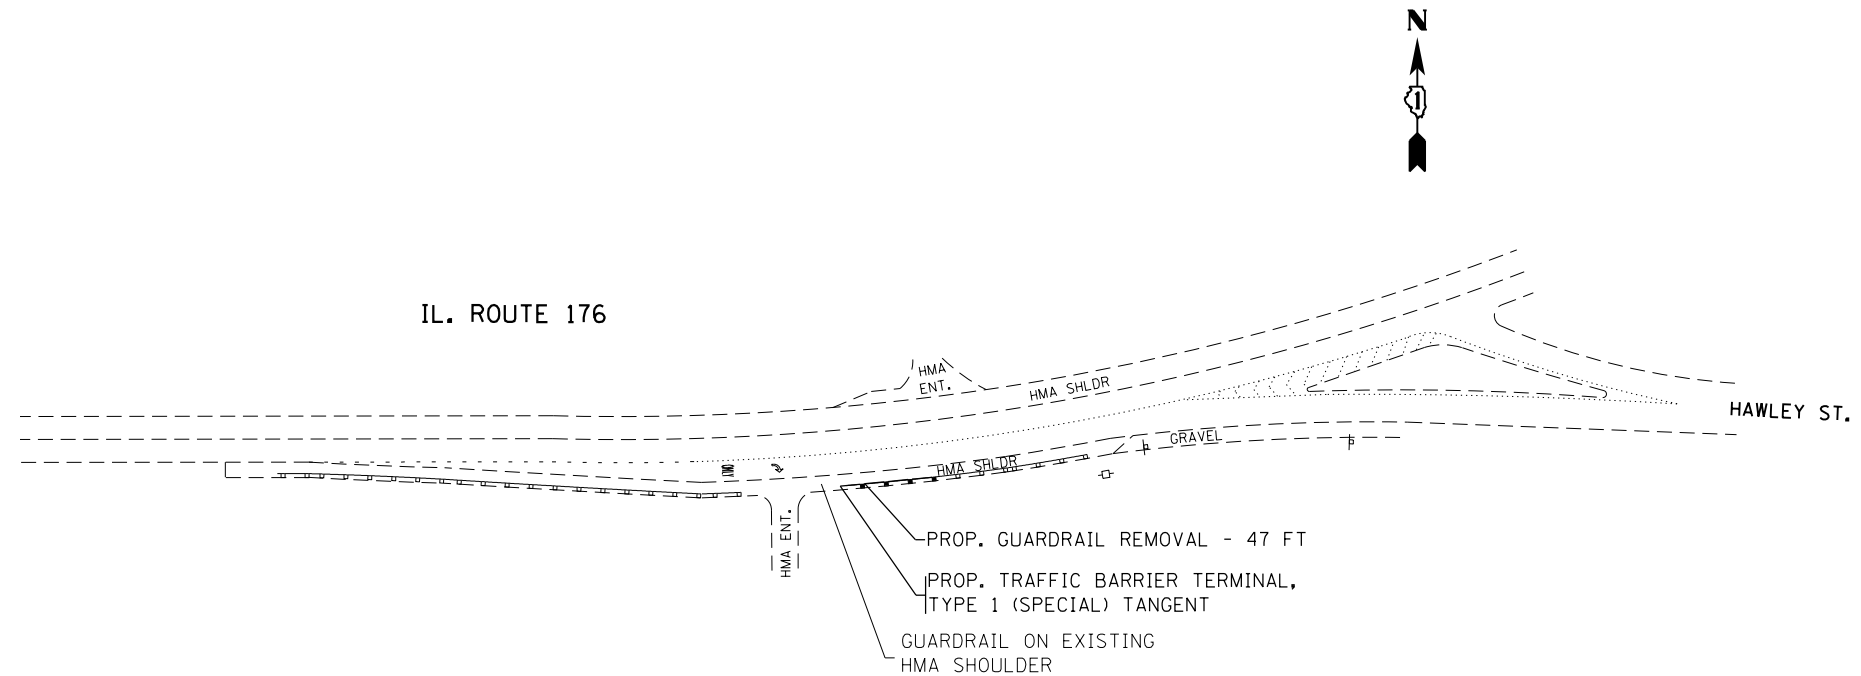 N
1
IL. ROUTE 176
HMA
ENT.
HMA SHLDR
HAWLEY ST.
GRAVEL
HMA SHLDR
HMA ENT.
PROP. GUARDRAIL REMOVAL - 47 FT
PROP. TRAFFIC BARRIER TERMINAL,
TYPE 1 (SPECIAL) TANGENT
GUARDRAIL ON EXISTING
HMA SHOULDER